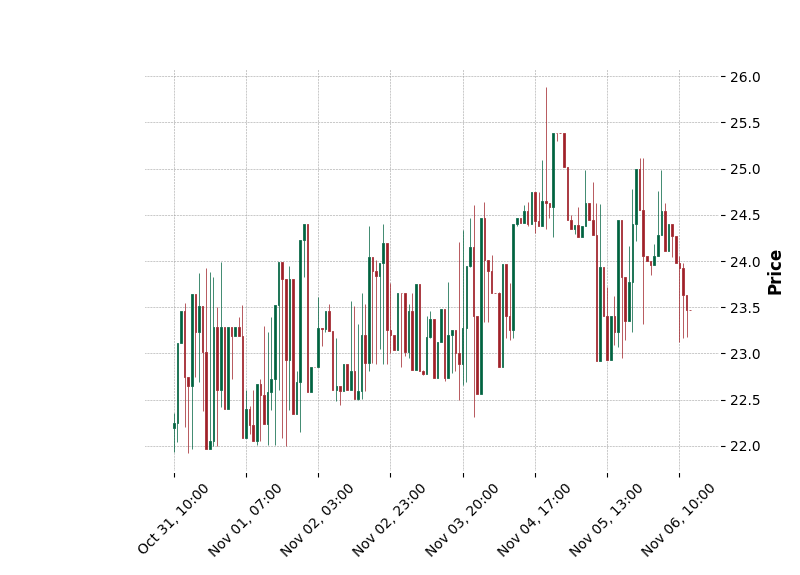 26.0
25.5
25.0
24.5
24.0
23.5
23.0
22.5
22.0
Price
Oct 31, 10:00
Nov 01, 07:00
Nov 02, 03:00
Nov 02, 23:00
Nov 03, 20:00
Nov 04, 17:00
Nov 05, 13:00
Nov 06, 10:00